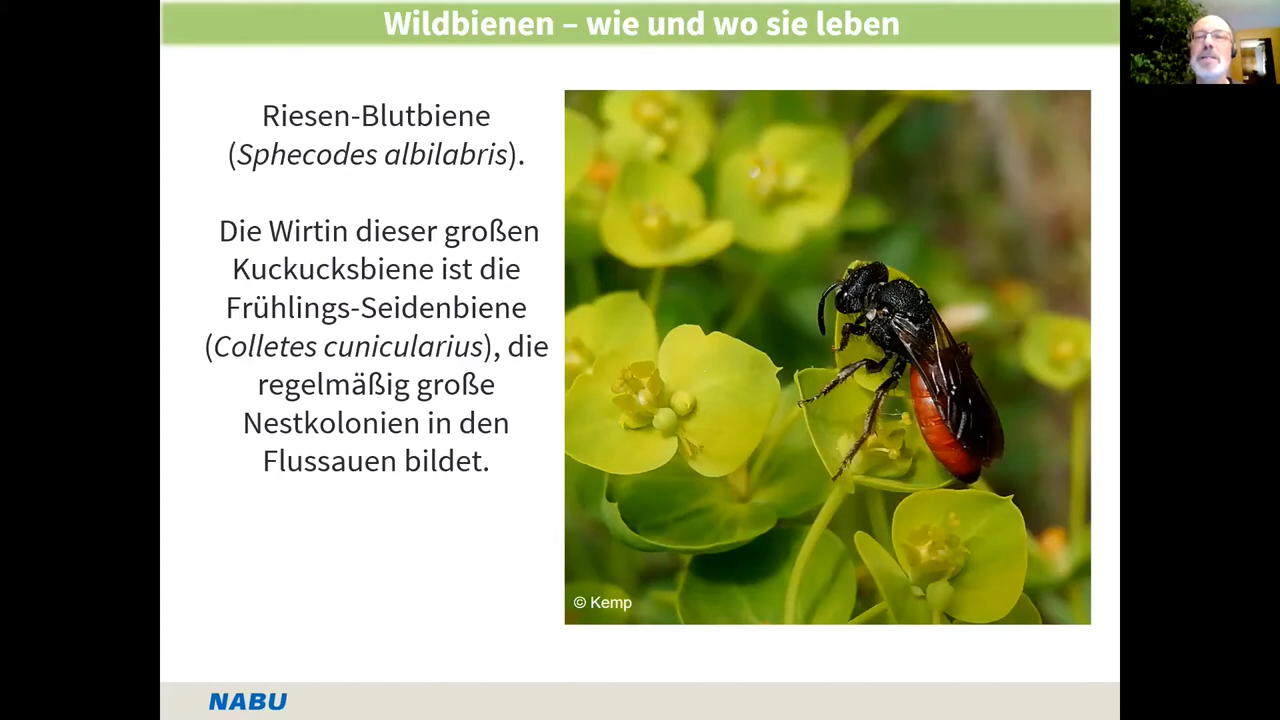 Wildbienen – wie und wo sie leben
Riesen-Blutbiene
(Sphecodes albilabris).
Die Wirtin dieser großen
Kuckucksbiene ist die
Frühlings-Seidenbiene
(Colletes cunicularius), die
regelmäßig große
Nestkolonien in den
Flussauen bildet.
© Kemp
NABU